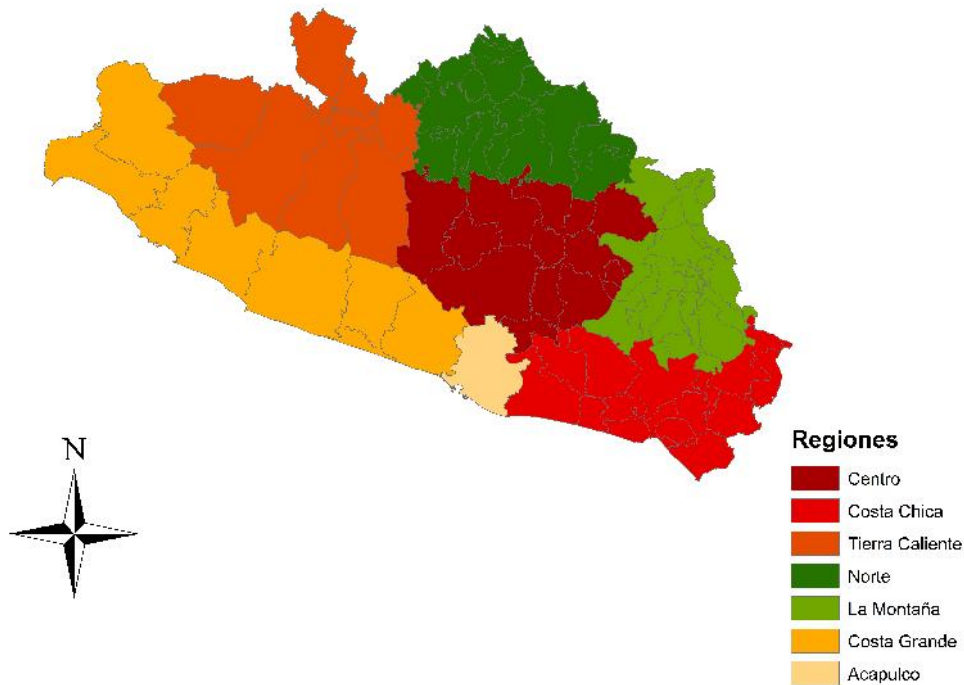 N
Regiones
Centro
Costa Chica
Tierra Caliente
Norte
La Montaña
Costa Grande
Acapulco